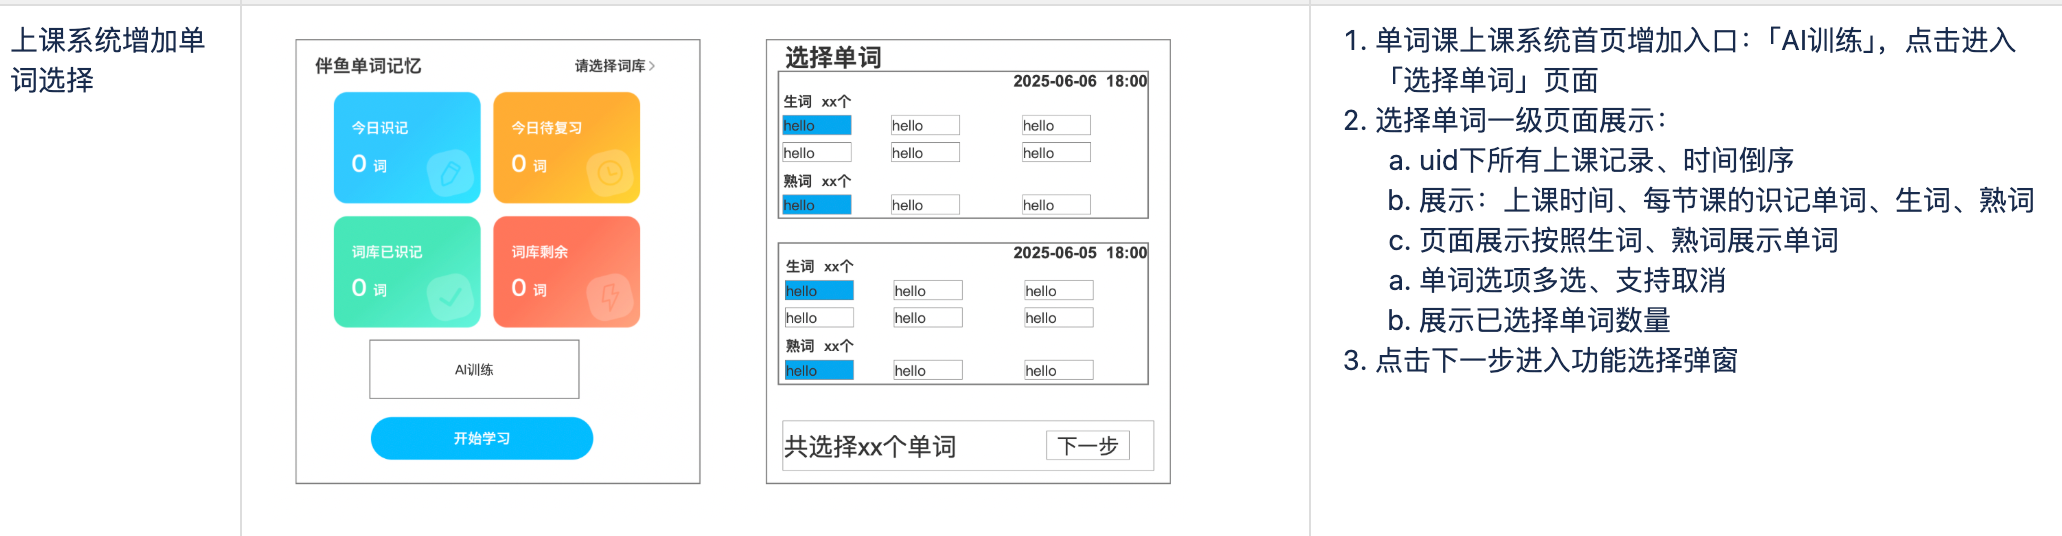 上课系统增加单
词选择
伴鱼单词记忆
请选择词库 >
今日识记
0 词
今日待复习
0 词
词库已识记
0 词
词库剩余
0 词
AI训练
开始学习
选择单词
2025-06-06 18:00
生词 xx个
hello hello hello
hello hello hello
熟词 xx个
hello hello hello
2025-06-05 18:00
生词 xx个
hello hello hello
hello hello hello
熟词 xx个
hello hello hello
共选择xx个单词
下一步
1. 单词课上课系统首页增加入口：「AI训练」，点击进入
「选择单词」页面
2. 选择单词一级页面展示：
a. uid下所有上课记录、时间倒序
b. 展示：上课时间、每节课的识记单词、生词、熟词
c. 页面展示按照生词、熟词展示单词
a. 单词选项多选、支持取消
b. 展示已选择单词数量
3. 点击下一步进入功能选择弹窗